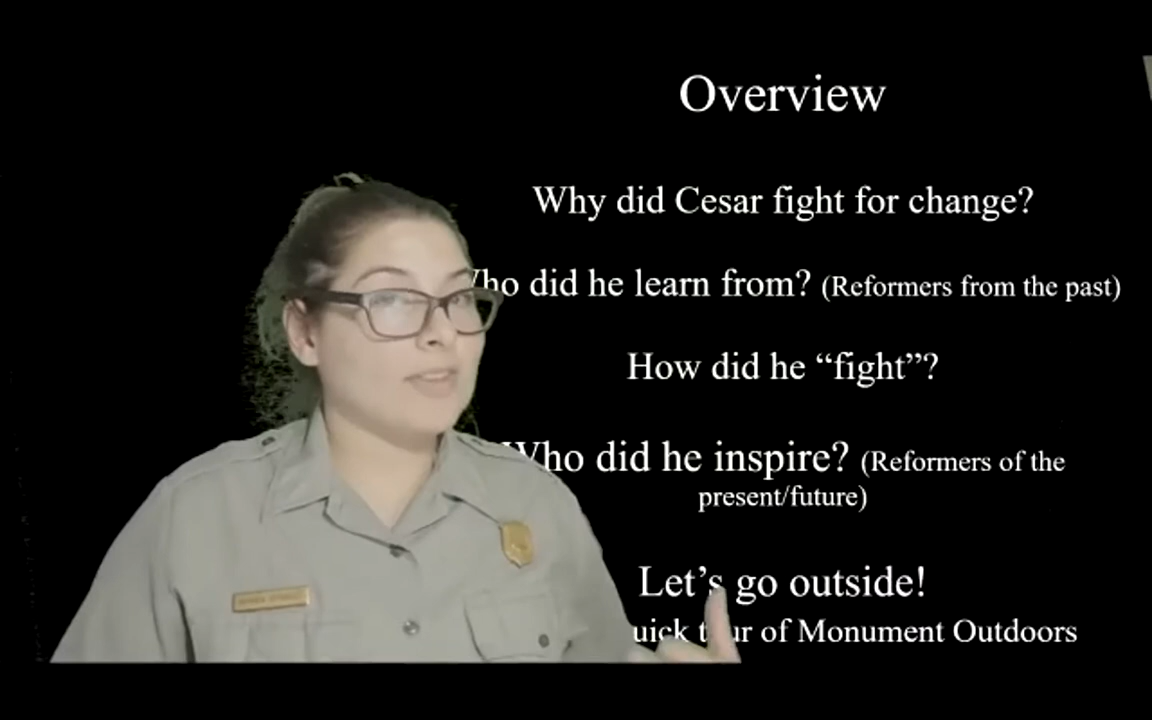 Overview
Why did Cesar fight for change?
did he learn from? (Reformers from the past)
How did he “fight”?
did he inspire? (Reformers of the
present/future)
Let’s go outside!
of Monument Outdoors